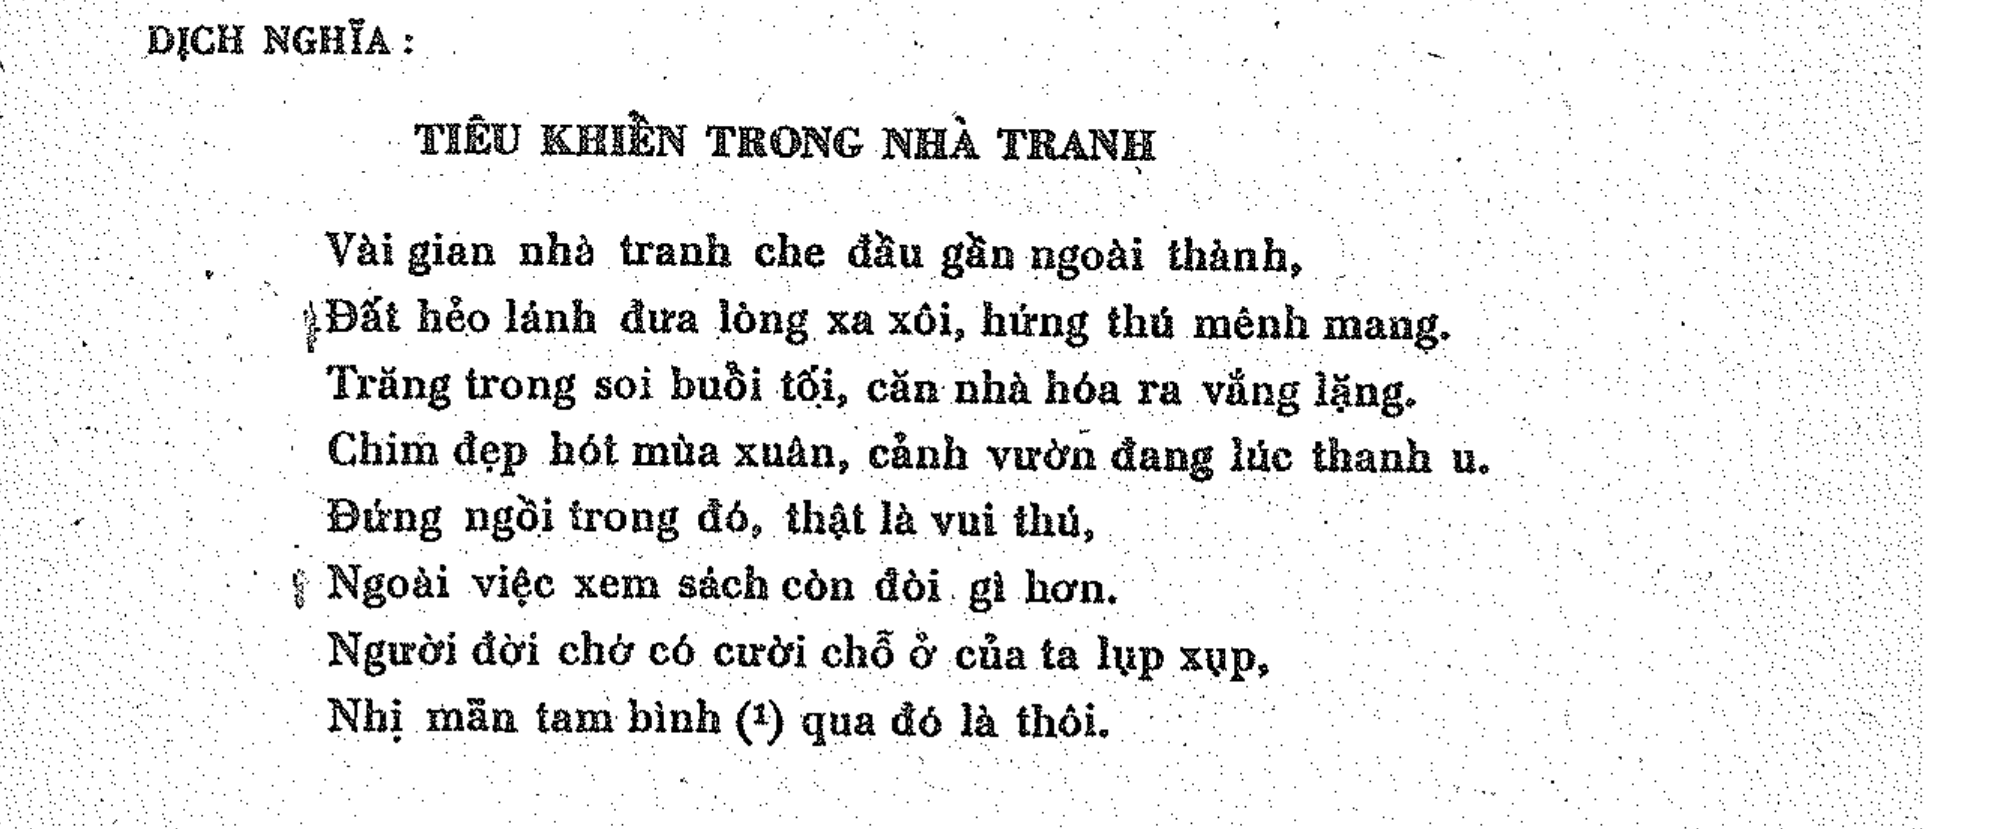 DỊCH NGHĨA :
TIÊU KHIỂN TRONG NHÀ TRANH
Vài gian nhà tranh che đầu gần ngoài thành,
Đất hẻo lánh đưa lòng xa xôi, hứng thú mênh mang.
Trăng trong soi buổi tối, căn nhà hóa ra vắng lặng.
Chim đẹp hót mùa xuân, cảnh vườn đang lúc thanh u.
Đứng ngồi trong đó, thật là vui thú,
Ngoài việc xem sách còn đòi gì hơn.
Người đời chớ có cười chỗ ở của ta lụp xụp,
Nhị mãn tam bình (1) qua đó là thôi.